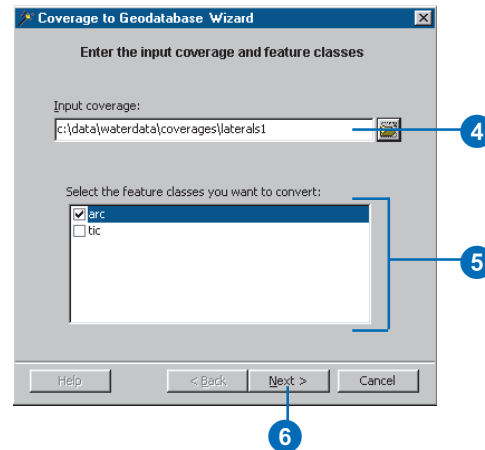 Coverage to Geodatabase Wizard
Enter the input coverage and feature classes
Input coverage:
c:\data\waterdata\coverages\laterals1
4
Select the feature classes you want to convert:
arc
tic
5
Help
< Back
Next >
Cancel
6